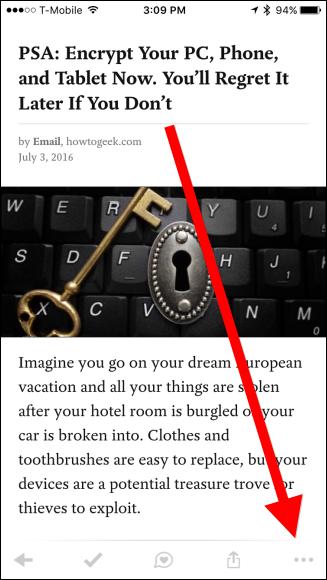 T-Mobile 3:09 PM 94%
PSA: Encrypt Your PC, Phone,
and Tablet Now. You'll Regret It
Later If You Don't
by Email, howtogeek.com
July 3, 2016
W E R Y U I
S D F H J
X C V N M
Imagine you go on your dream European
vacation and all your things are stolen
after your hotel room is burgled or your
car is broken into. Clothes and
toothbrushes are easy to replace, but your
devices are a potential treasure trove for
thieves to exploit.